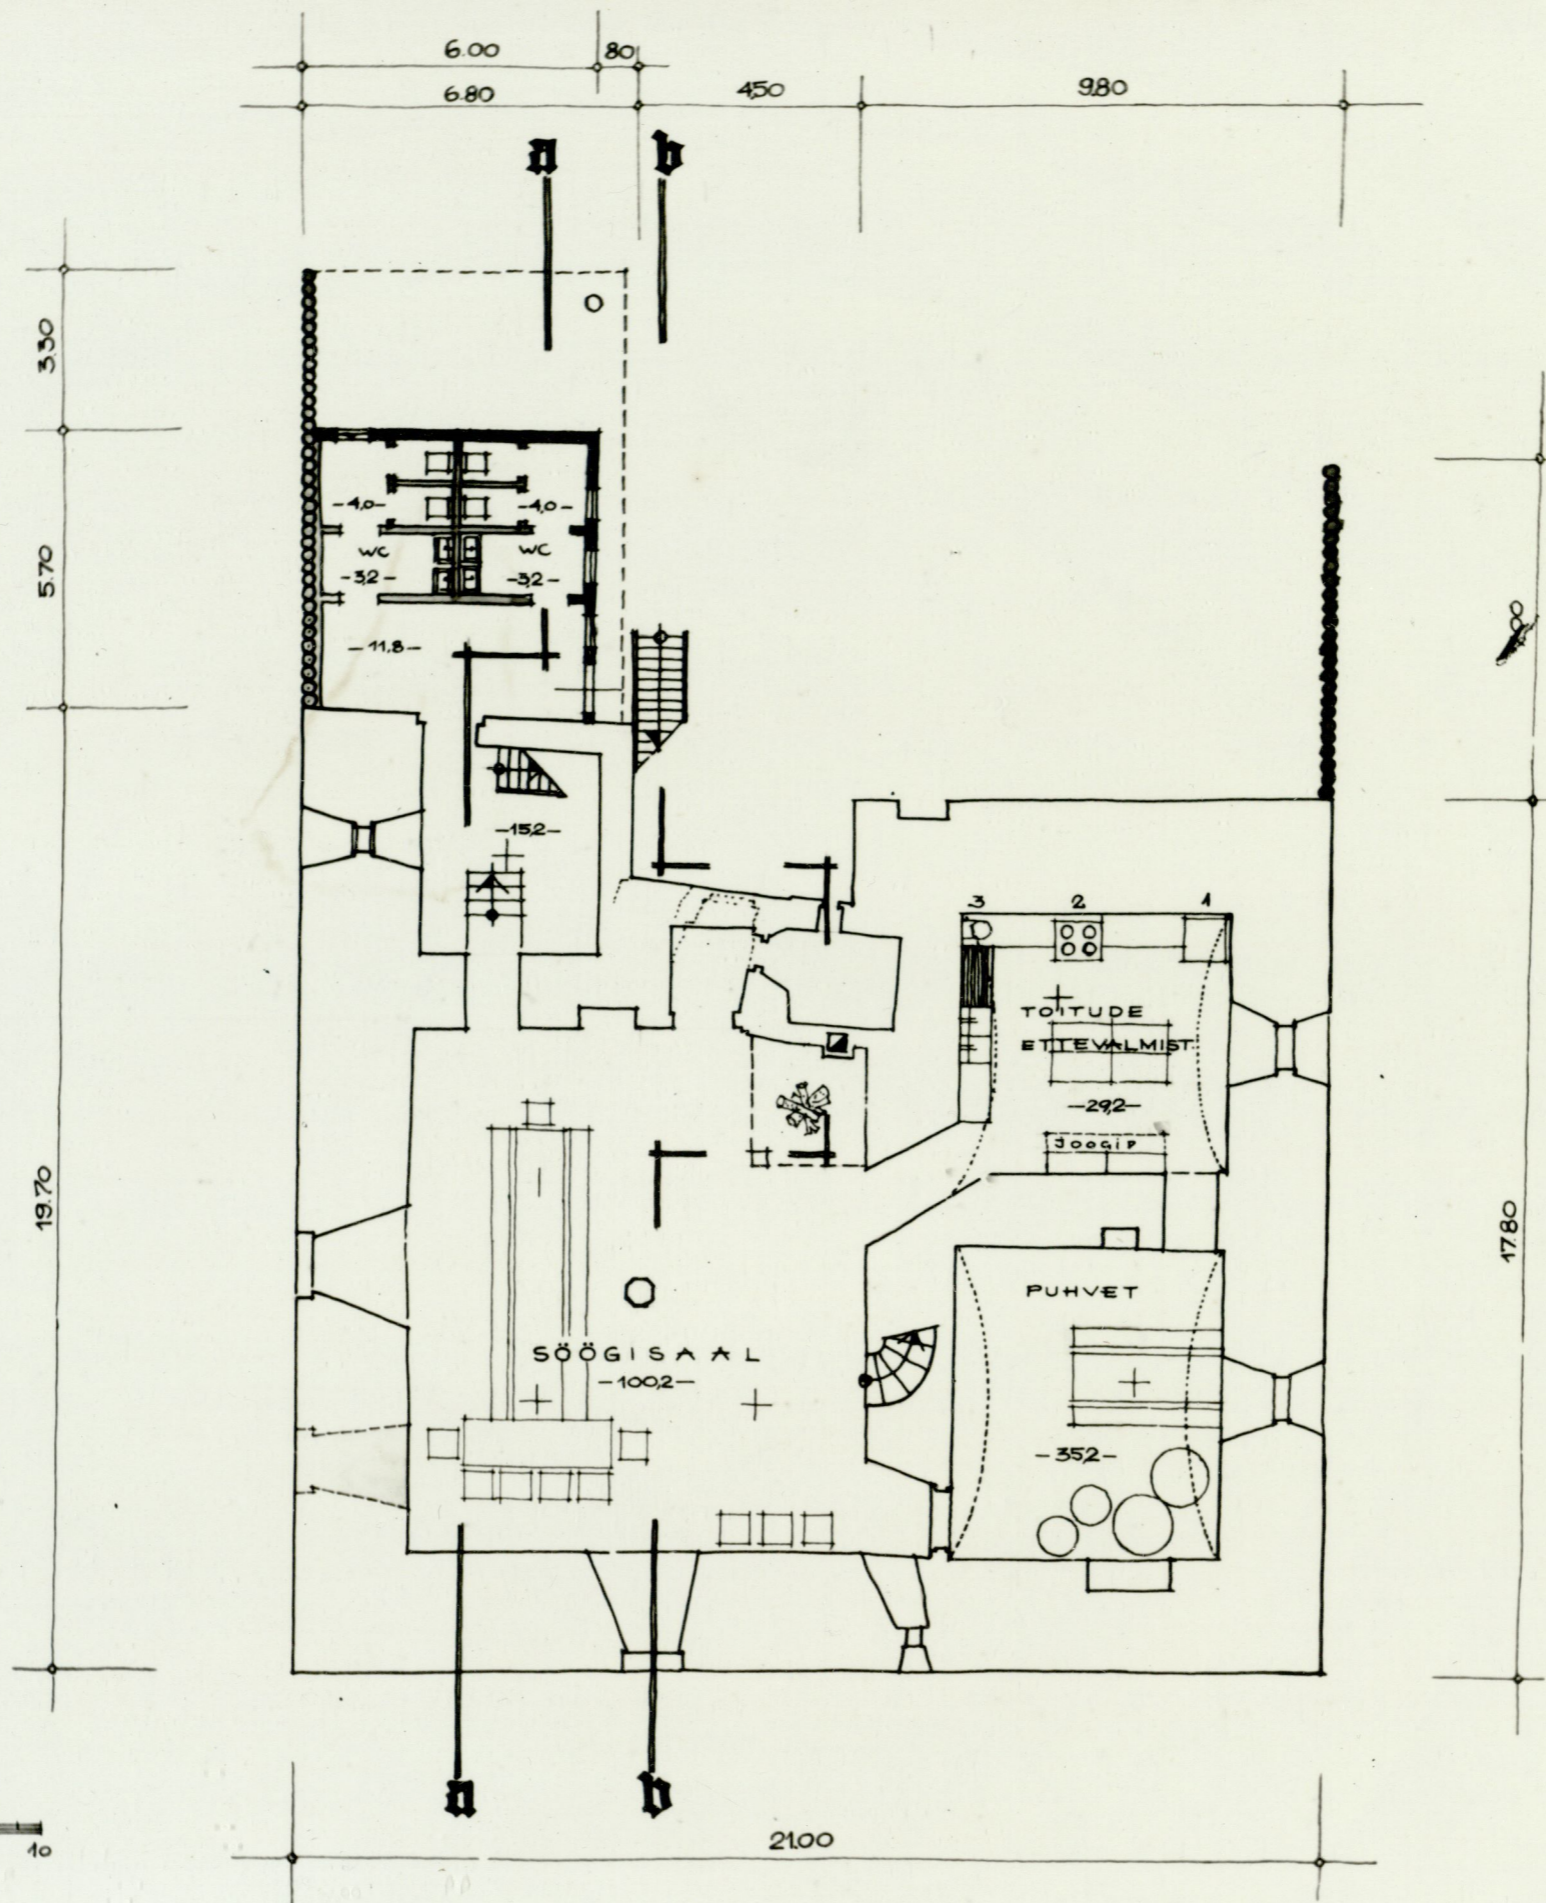 6.00 80
6.80 4,50 9.80
a b
3.30
5.70
-4,0- -4,0-
WC WC
-3,2- -3,2-
-11,8-
-15,2-
3 2 1
TOITUDE
ETTEVALMIST.
-29,2-
JOOGID
19.70
17.80
PUHVET
SÖÖGISAAL
-100,2-
-35,2-
a b
10
21.00